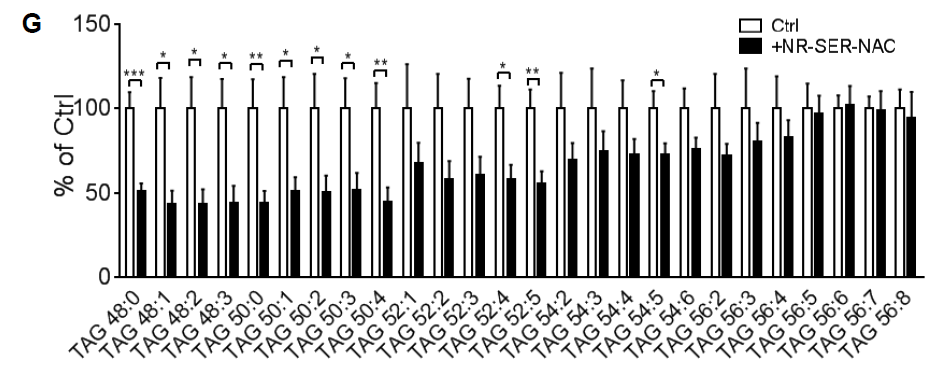 G
150
100
50
0
% of Ctrl
Ctrl
+NR-SER-NAC
*** * * * ** * * * ** * ** *
TAG 48:0
TAG 48:1
TAG 48:2
TAG 48:3
TAG 50:0
TAG 50:1
TAG 50:2
TAG 50:3
TAG 50:4
TAG 52:1
TAG 52:2
TAG 52:3
TAG 52:4
TAG 52:5
TAG 54:2
TAG 54:3
TAG 54:4
TAG 54:5
TAG 54:6
TAG 56:2
TAG 56:3
TAG 56:4
TAG 56:5
TAG 56:6
TAG 56:7
TAG 56:8